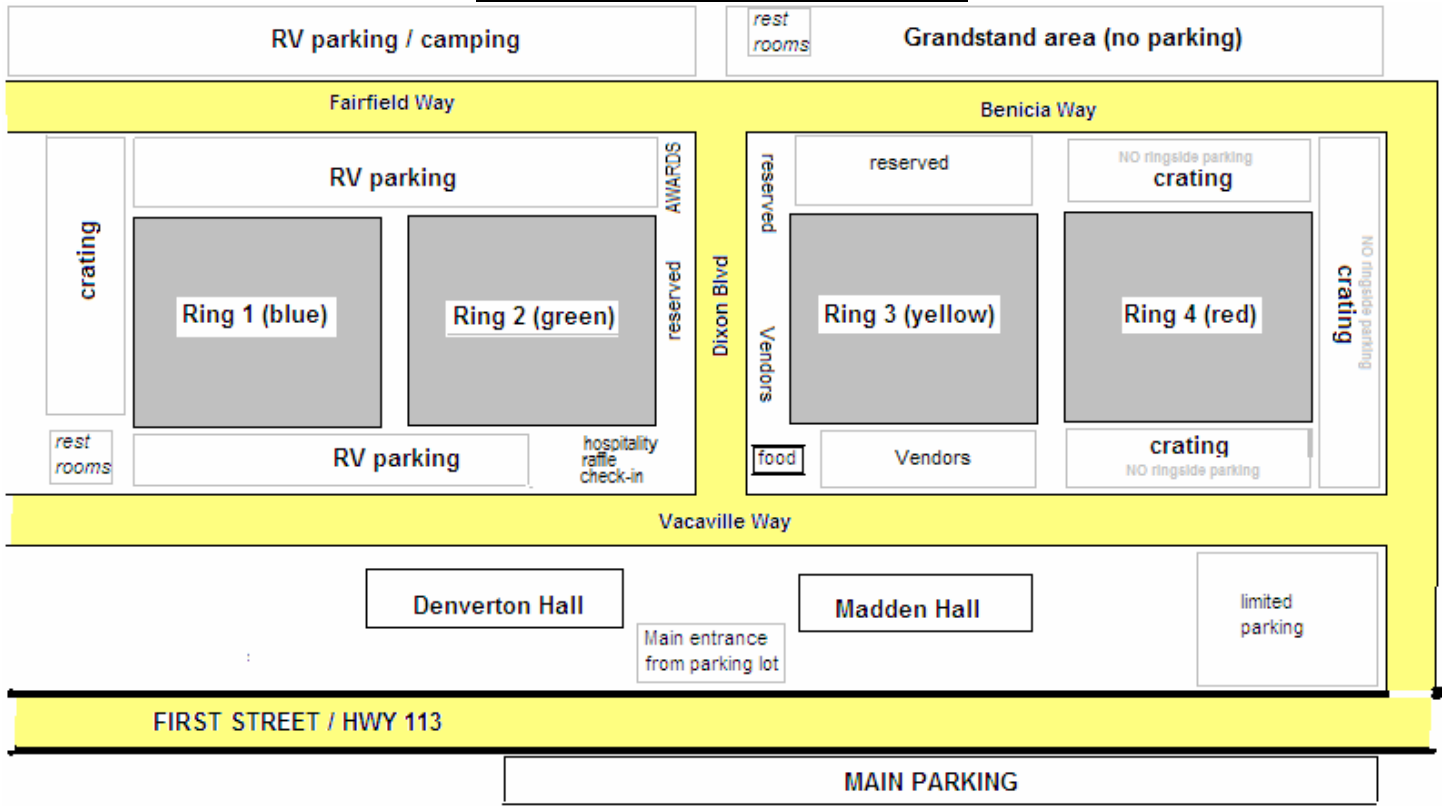 RV parking / camping
rest
rooms
Grandstand area (no parking)
Fairfield Way
Benicia Way
RV parking
AWARDS
reserved
reserved
NO ringside parking
crating
crating
Ring 1 (blue)
Ring 2 (green)
reserved
Dixon Blvd
Vendors
Ring 3 (yellow)
Ring 4 (red)
crating
NO ringside parking
rest
rooms
RV parking
hospitality
raffle
check-in
food
Vendors
crating
NO ringside parking
Vacaville Way
Denverton Hall
Madden Hall
limited
parking
Main entrance
from parking lot
FIRST STREET / HWY 113
MAIN PARKING